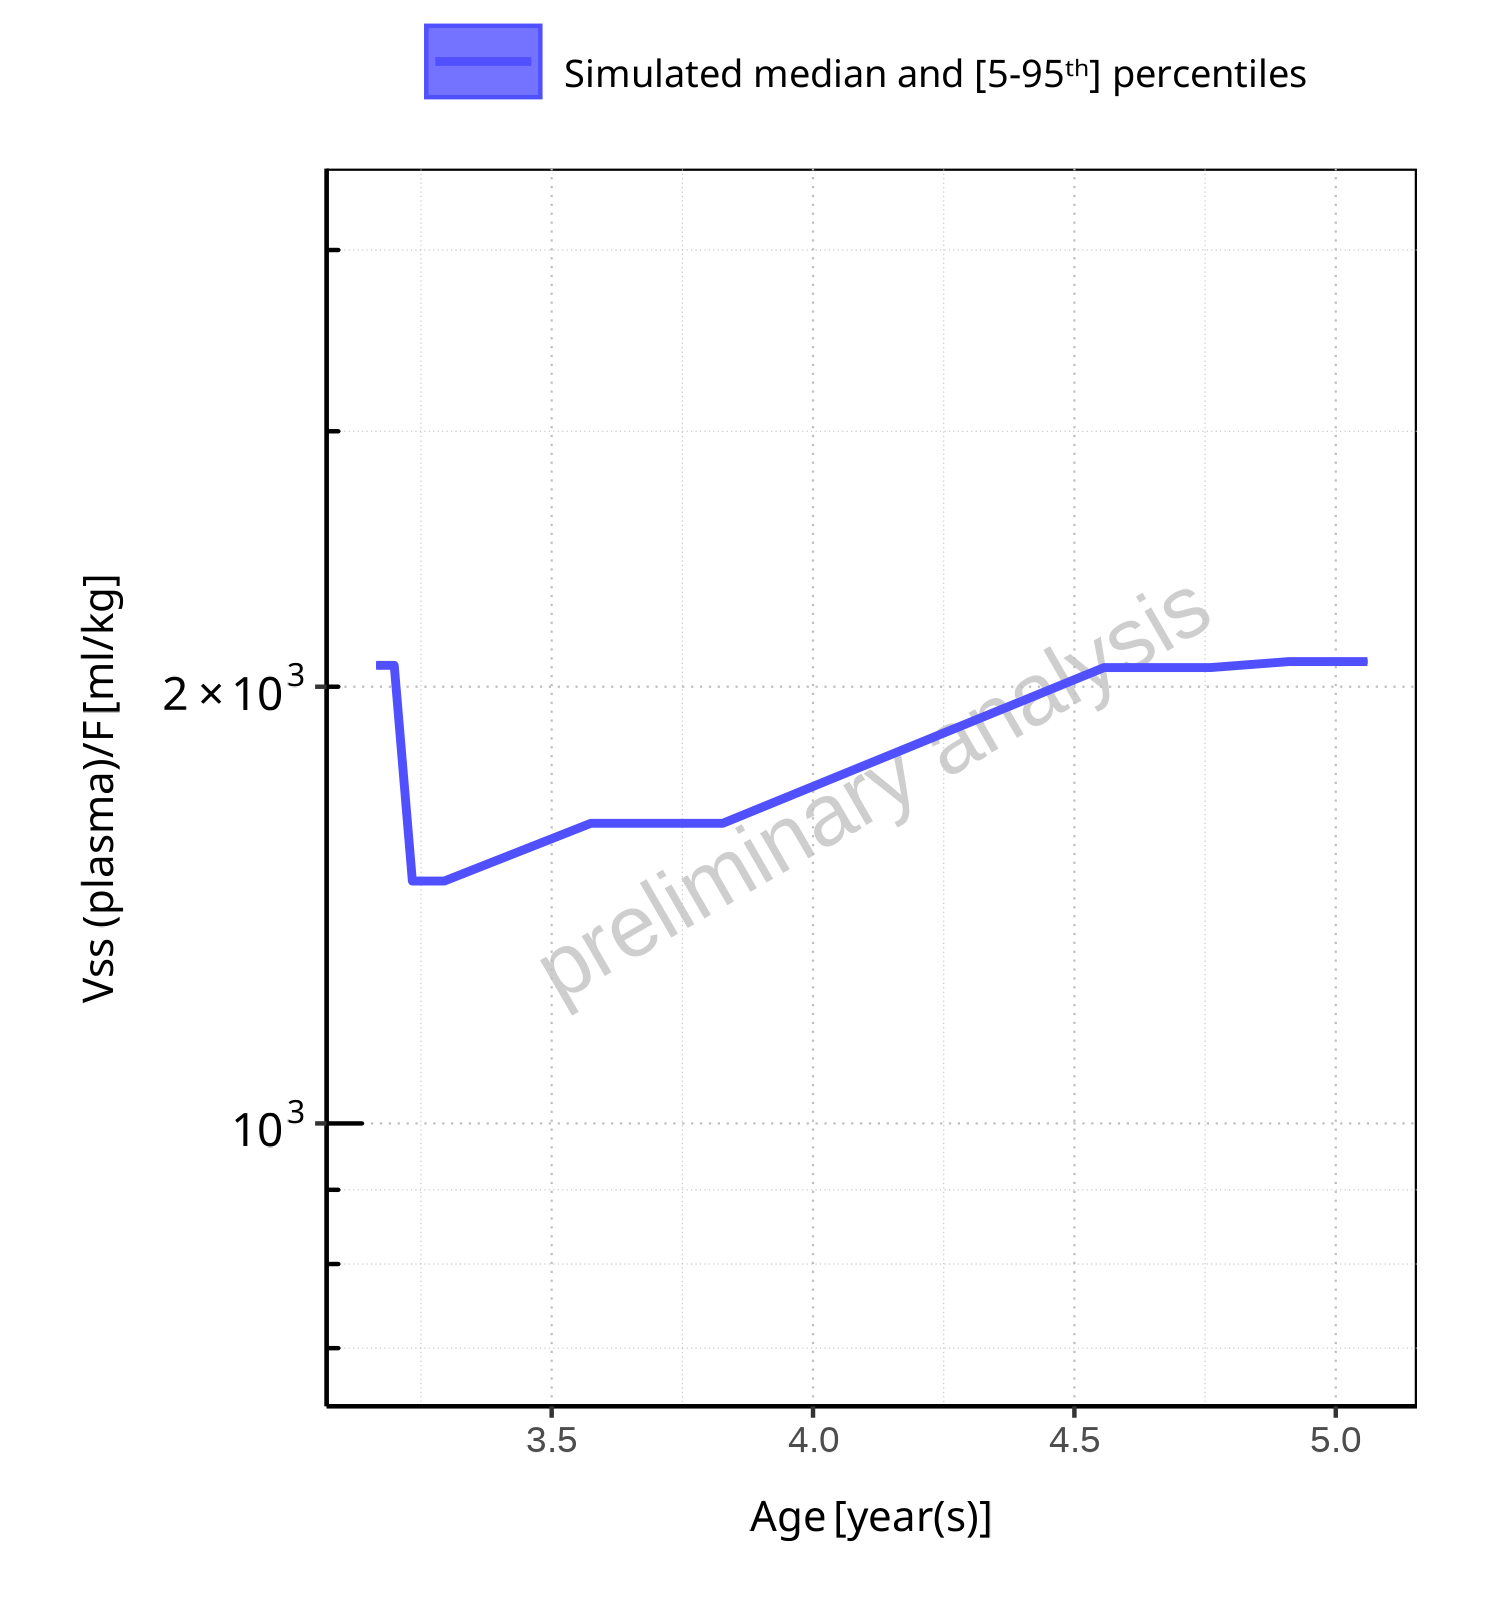 Simulated median and [5-95ᵗʰ] percentiles
Vss (plasma)/F [ml/kg]
2 × 10³
10³
preliminary analysis
3.5 4.0 4.5 5.0
Age [year(s)]